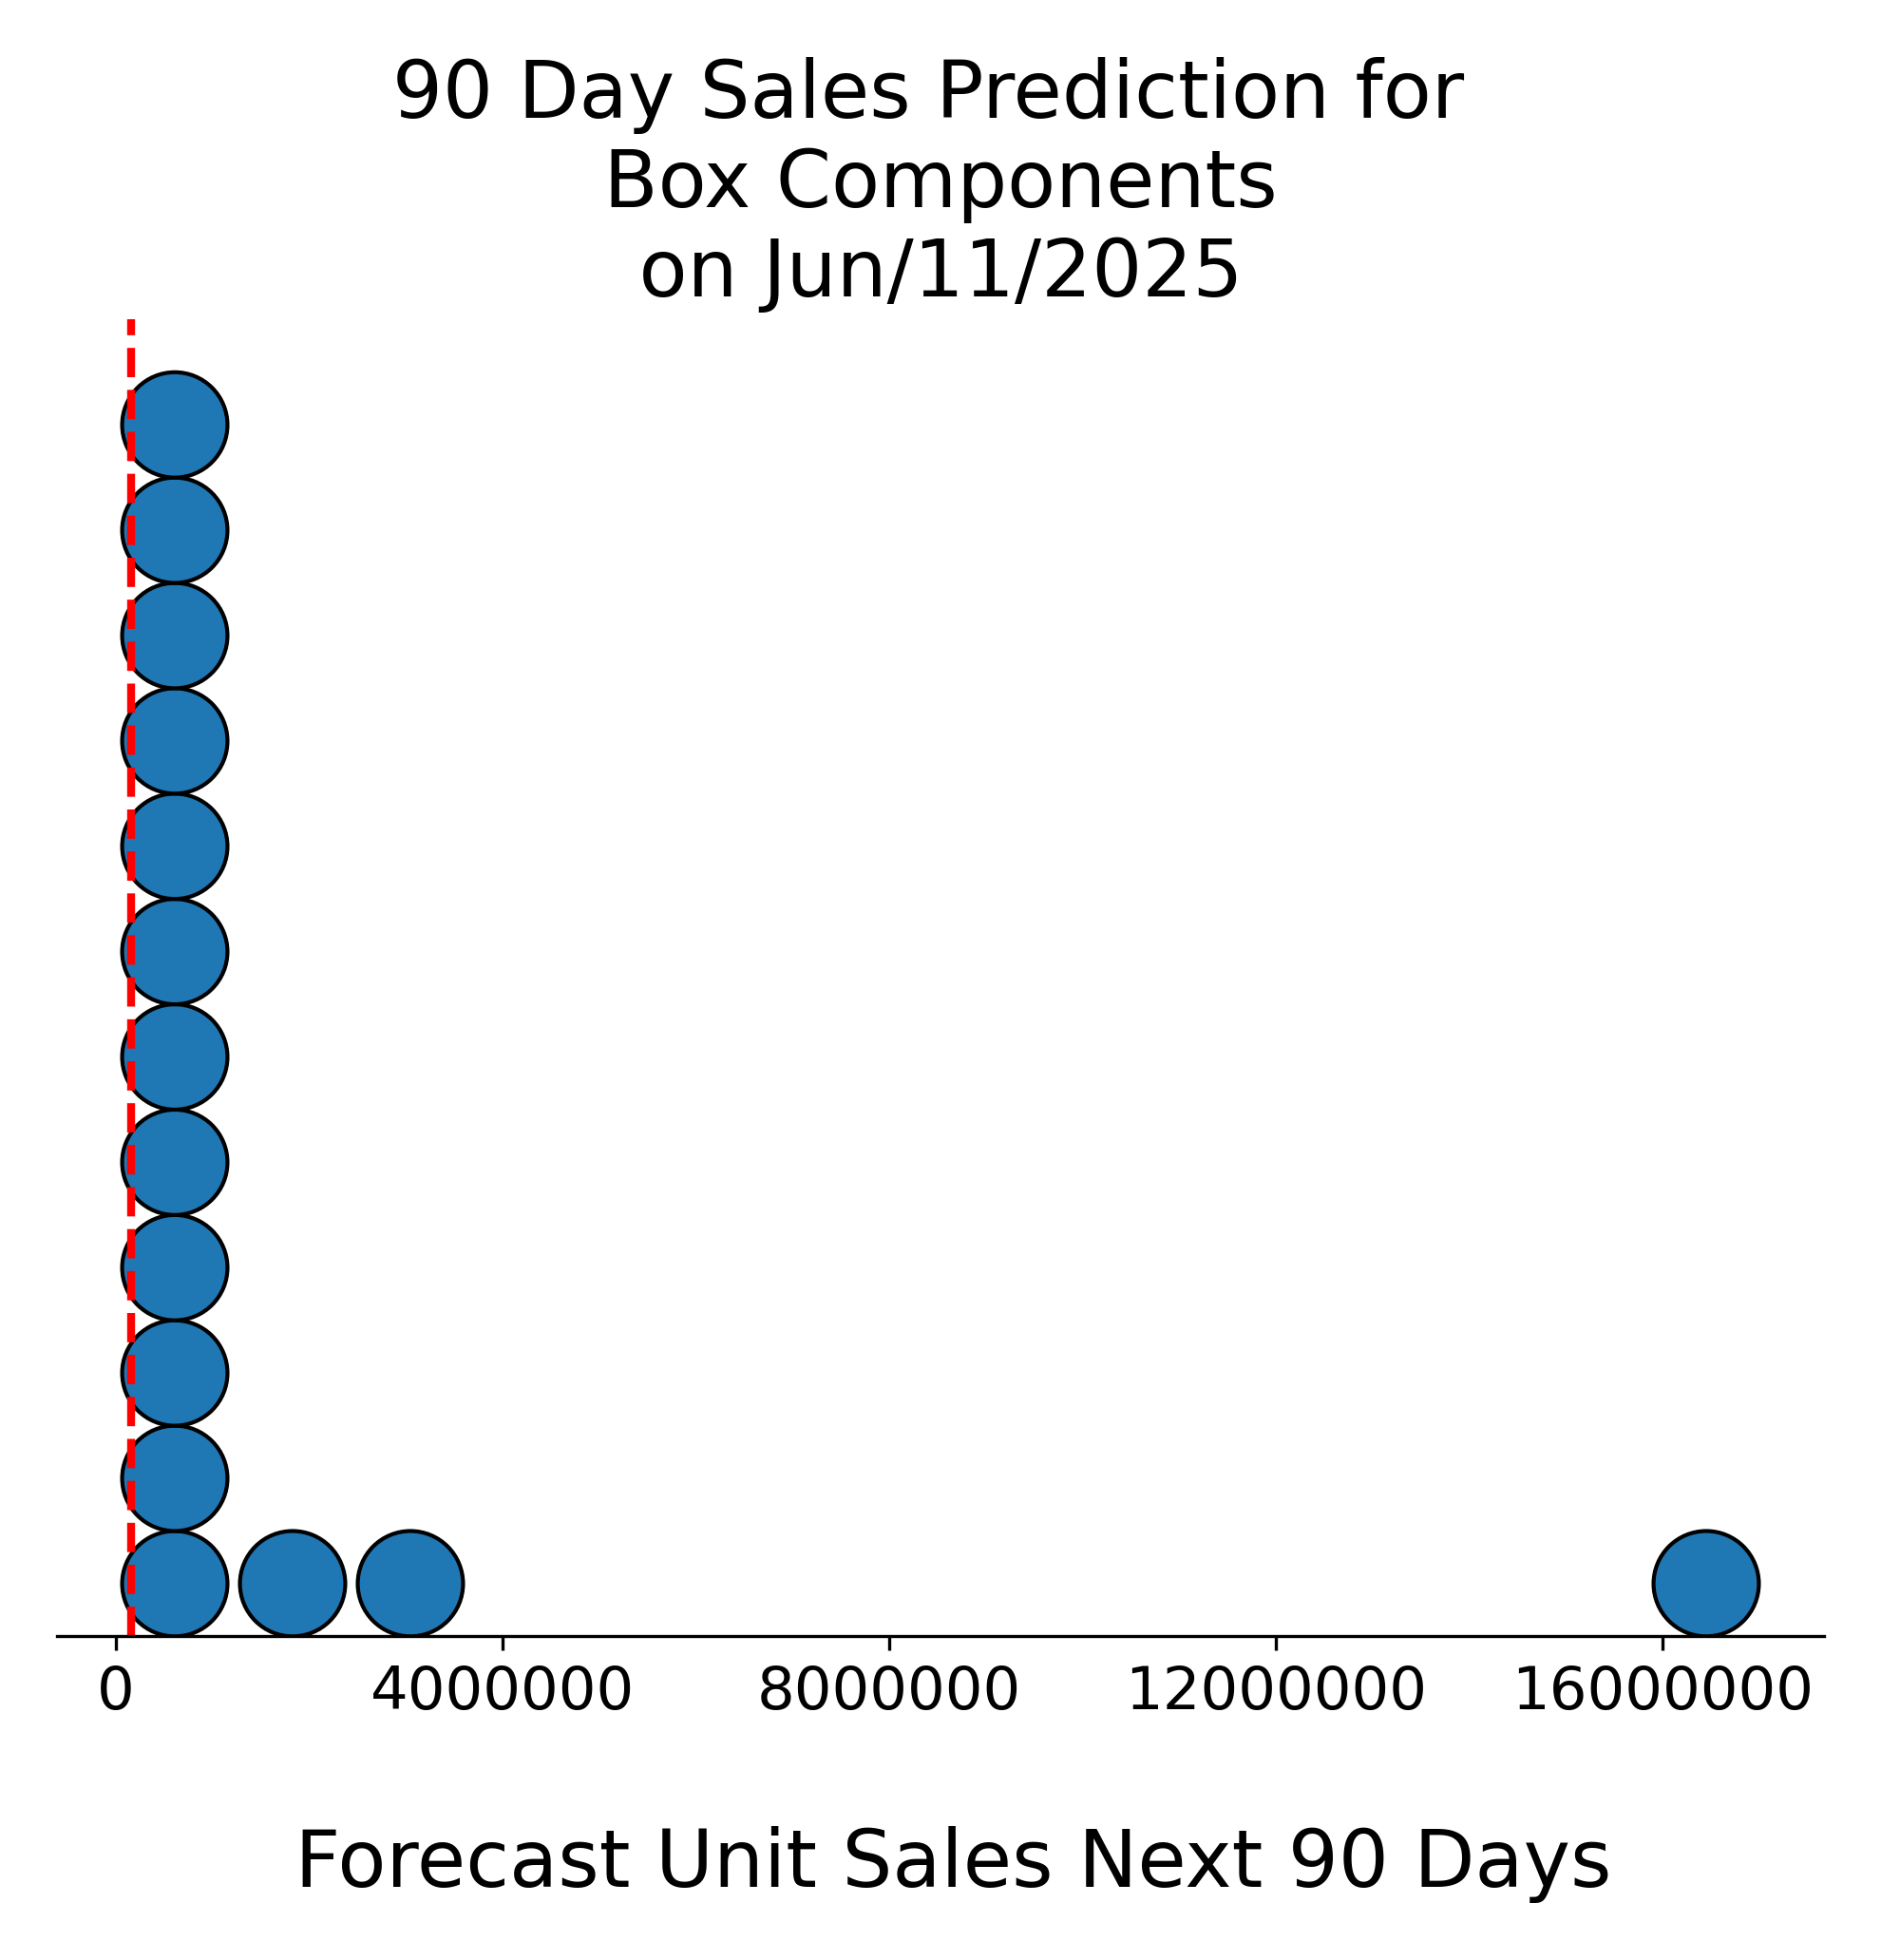 90 Day Sales Prediction for
Box Components
on Jun/11/2025
0 4000000 8000000 12000000 16000000
Forecast Unit Sales Next 90 Days